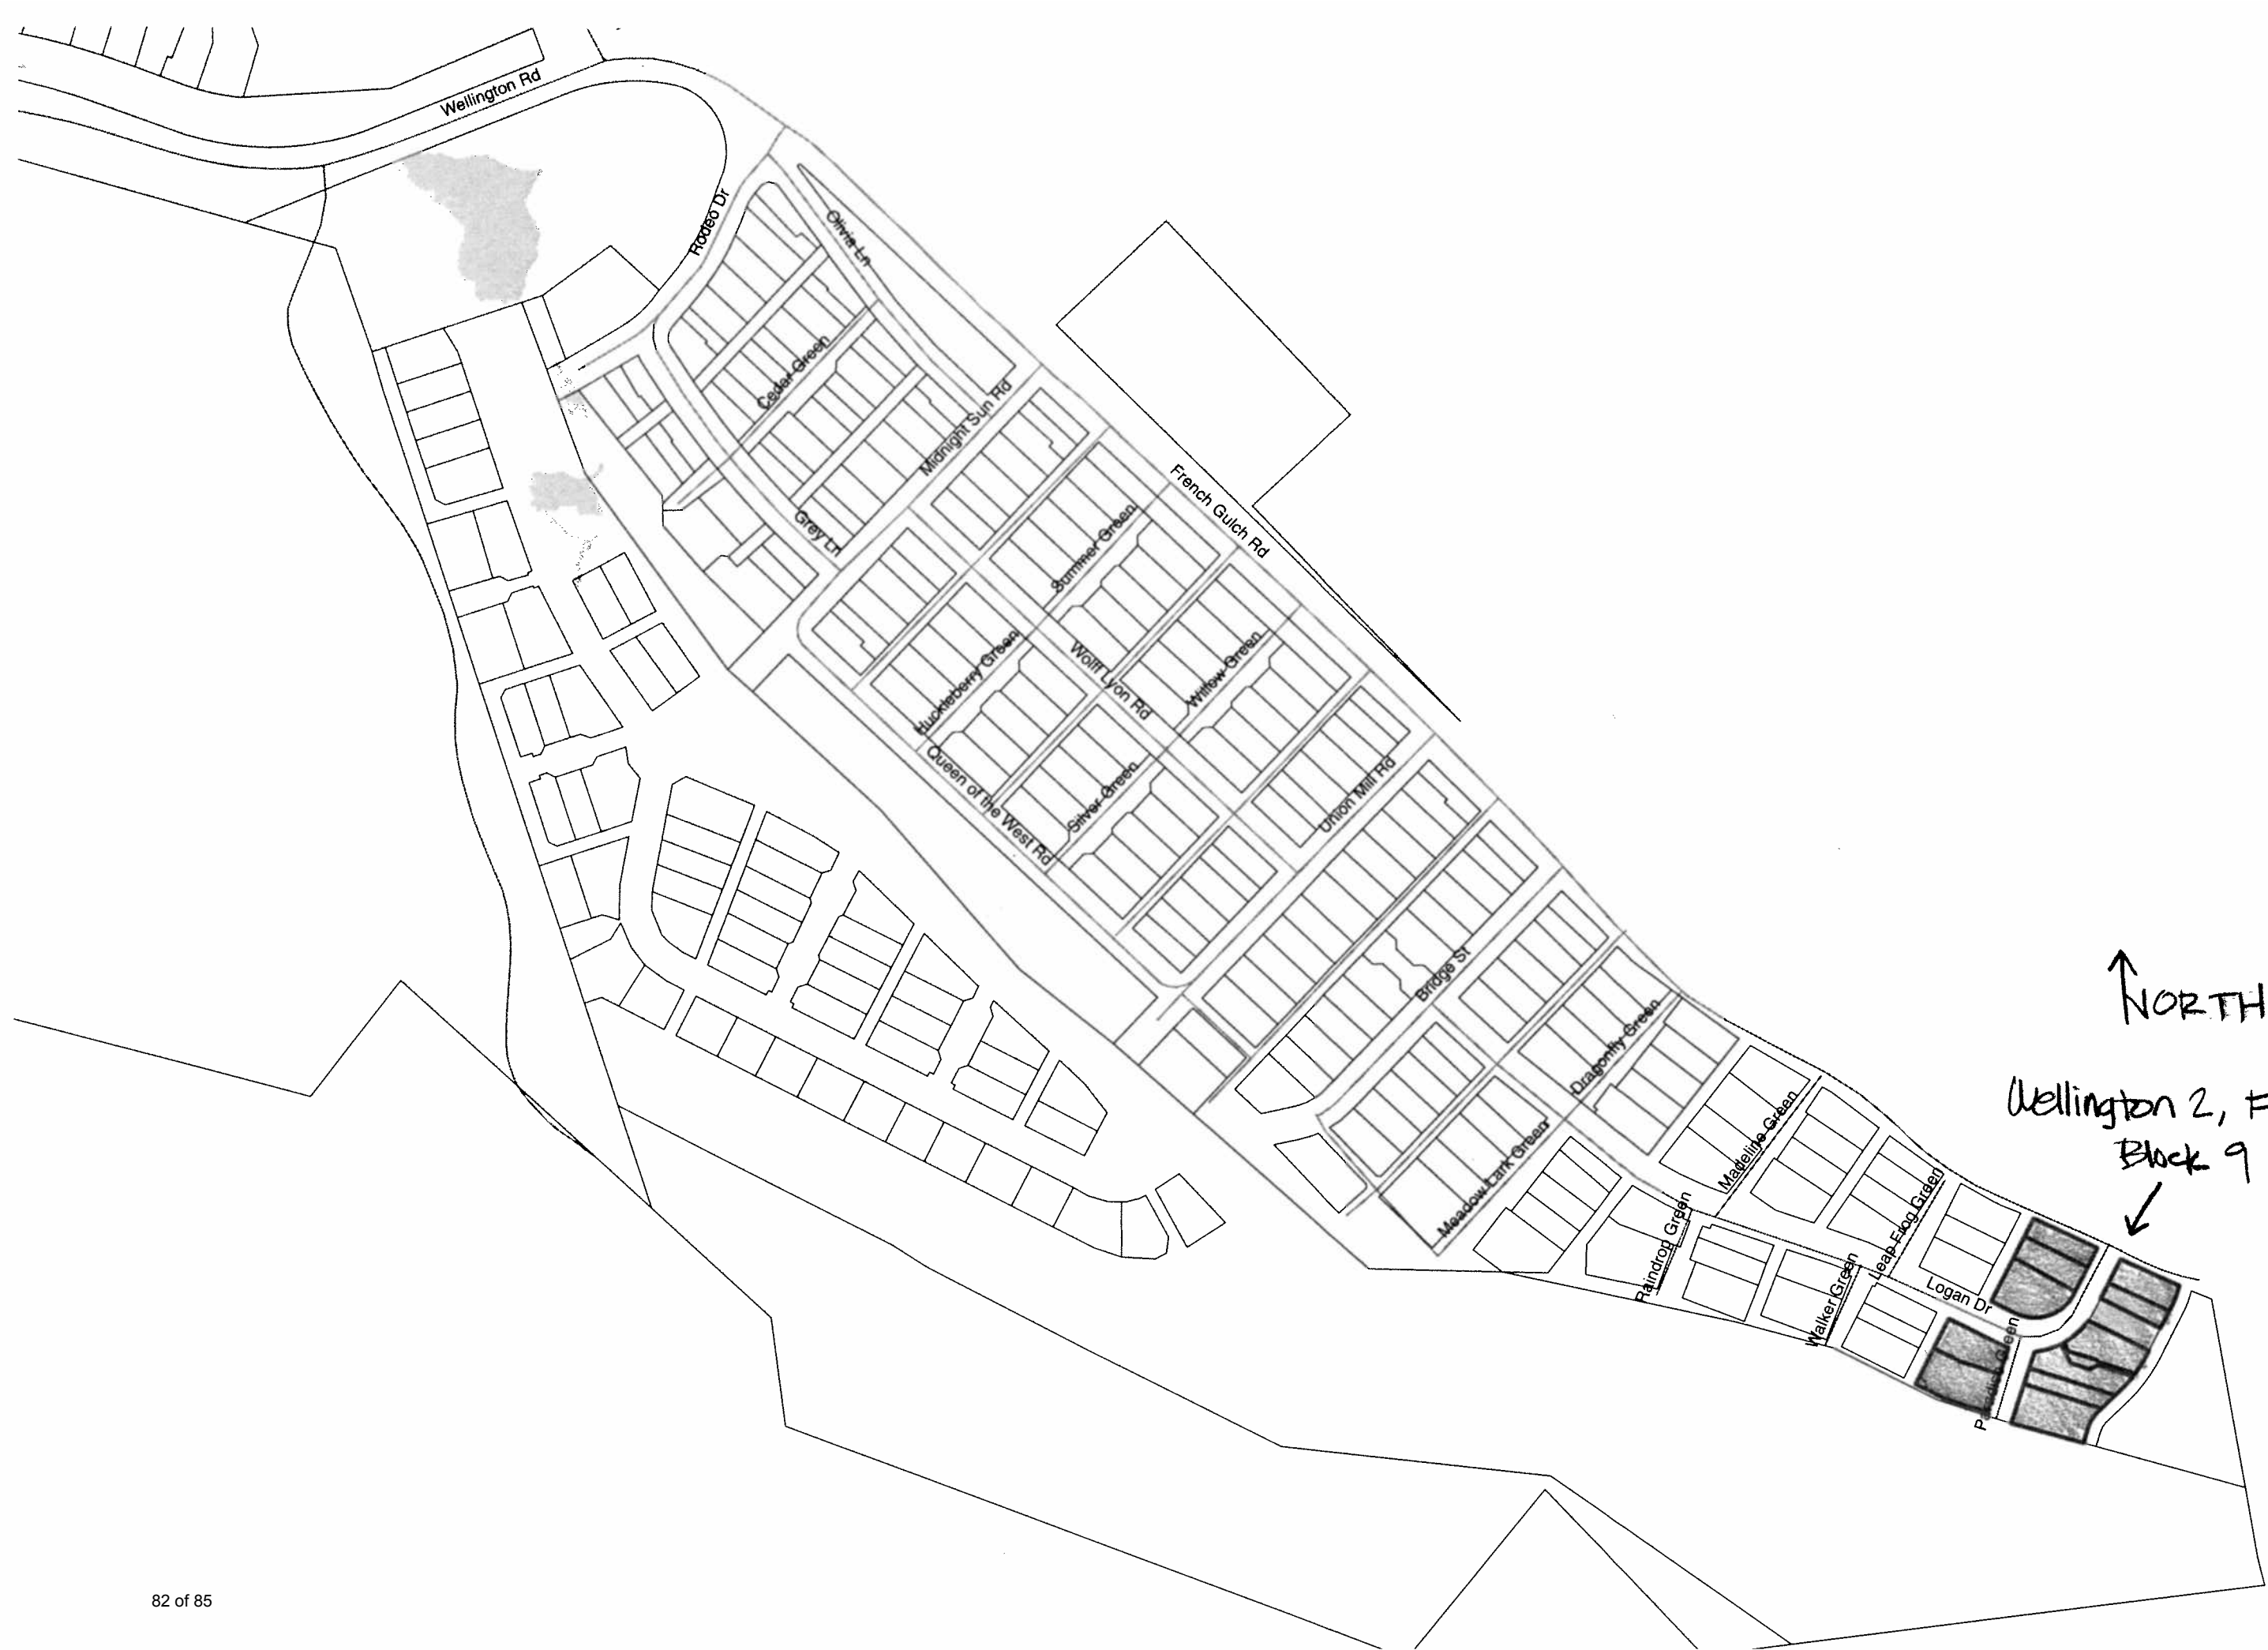 Wellington Rd
Rodeo Dr
Olivia Ln
Cedar Green
Midnight Sun Rd
Grey Ln
French Gulch Rd
Summer Green
Huckleberry Green
Wolff Lyon Rd
Willow Green
Queen of the West Rd
Silver Green
Union Mill Rd
Bridge St
Dragonfly Green
Meadow Lark Green
Madeline Green
Raindrop Green
Leap Frog Green
Walker Green
Logan Dr
Green
NORTH
Wellington 2, F
Block 9
82 of 85